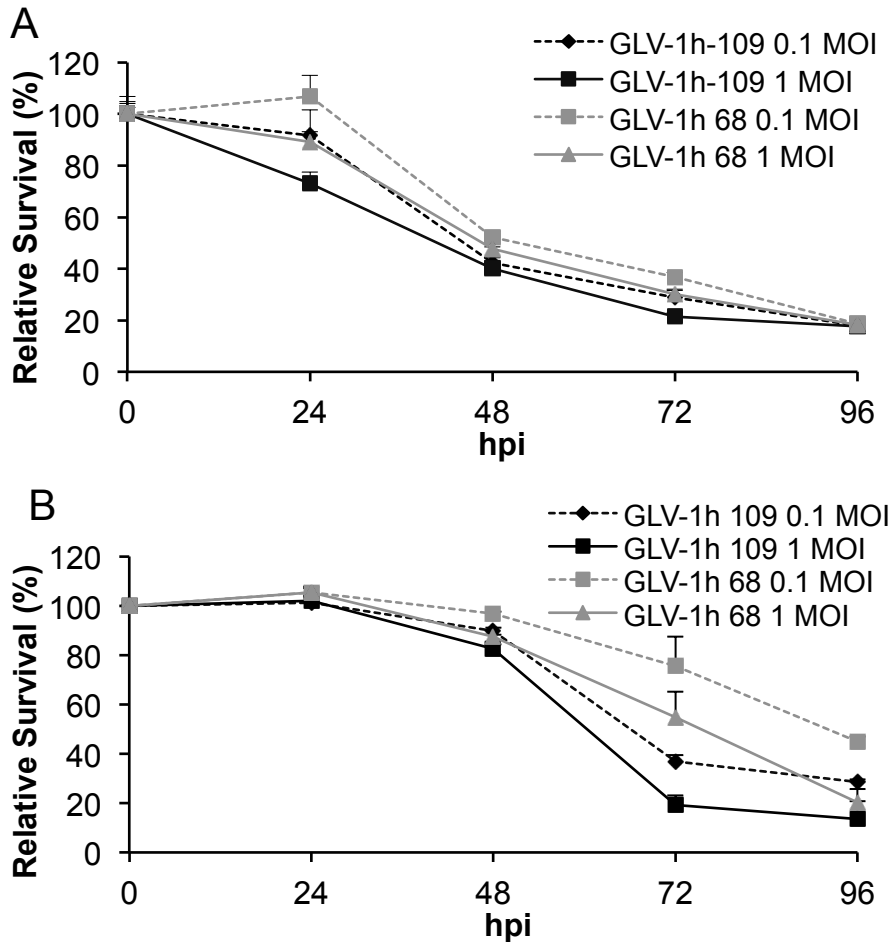 A
GLV-1h-109 0.1 MOI
GLV-1h-109 1 MOI
GLV-1h 68 0.1 MOI
GLV-1h 68 1 MOI
Relative Survival (%)
120
100
80
60
40
20
0
0 24 48 72 96
hpi
B
GLV-1h 109 0.1 MOI
GLV-1h 109 1 MOI
GLV-1h 68 0.1 MOI
GLV-1h 68 1 MOI
Relative Survival (%)
120
100
80
60
40
20
0
0 24 48 72 96
hpi